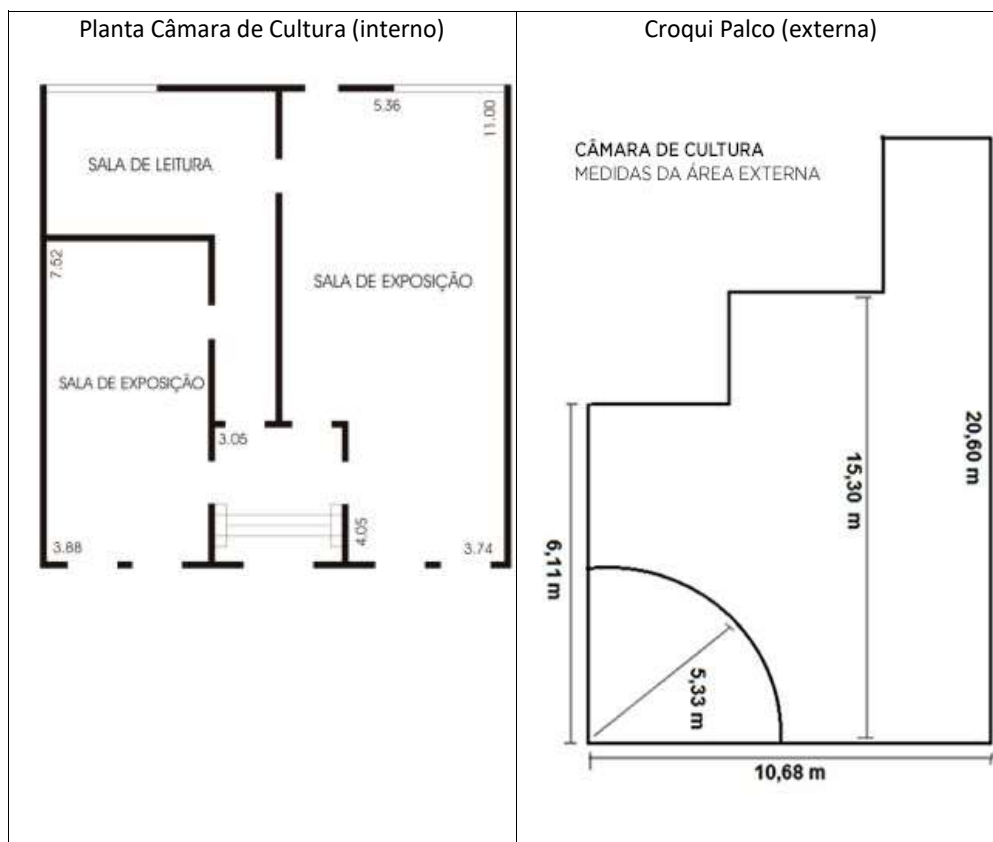 Planta Câmara de Cultura (interno)
5.36
11.00
SALA DE LEITURA
7.52
SALA DE EXPOSIÇÃO
SALA DE EXPOSIÇÃO
3.05
3.88
4.05
3.74
Croqui Palco (externa)
CÂMARA DE CULTURA
MEDIDAS DA ÁREA EXTERNA
20,60 m
15,30 m
6,11 m
5,33 m
10,68 m